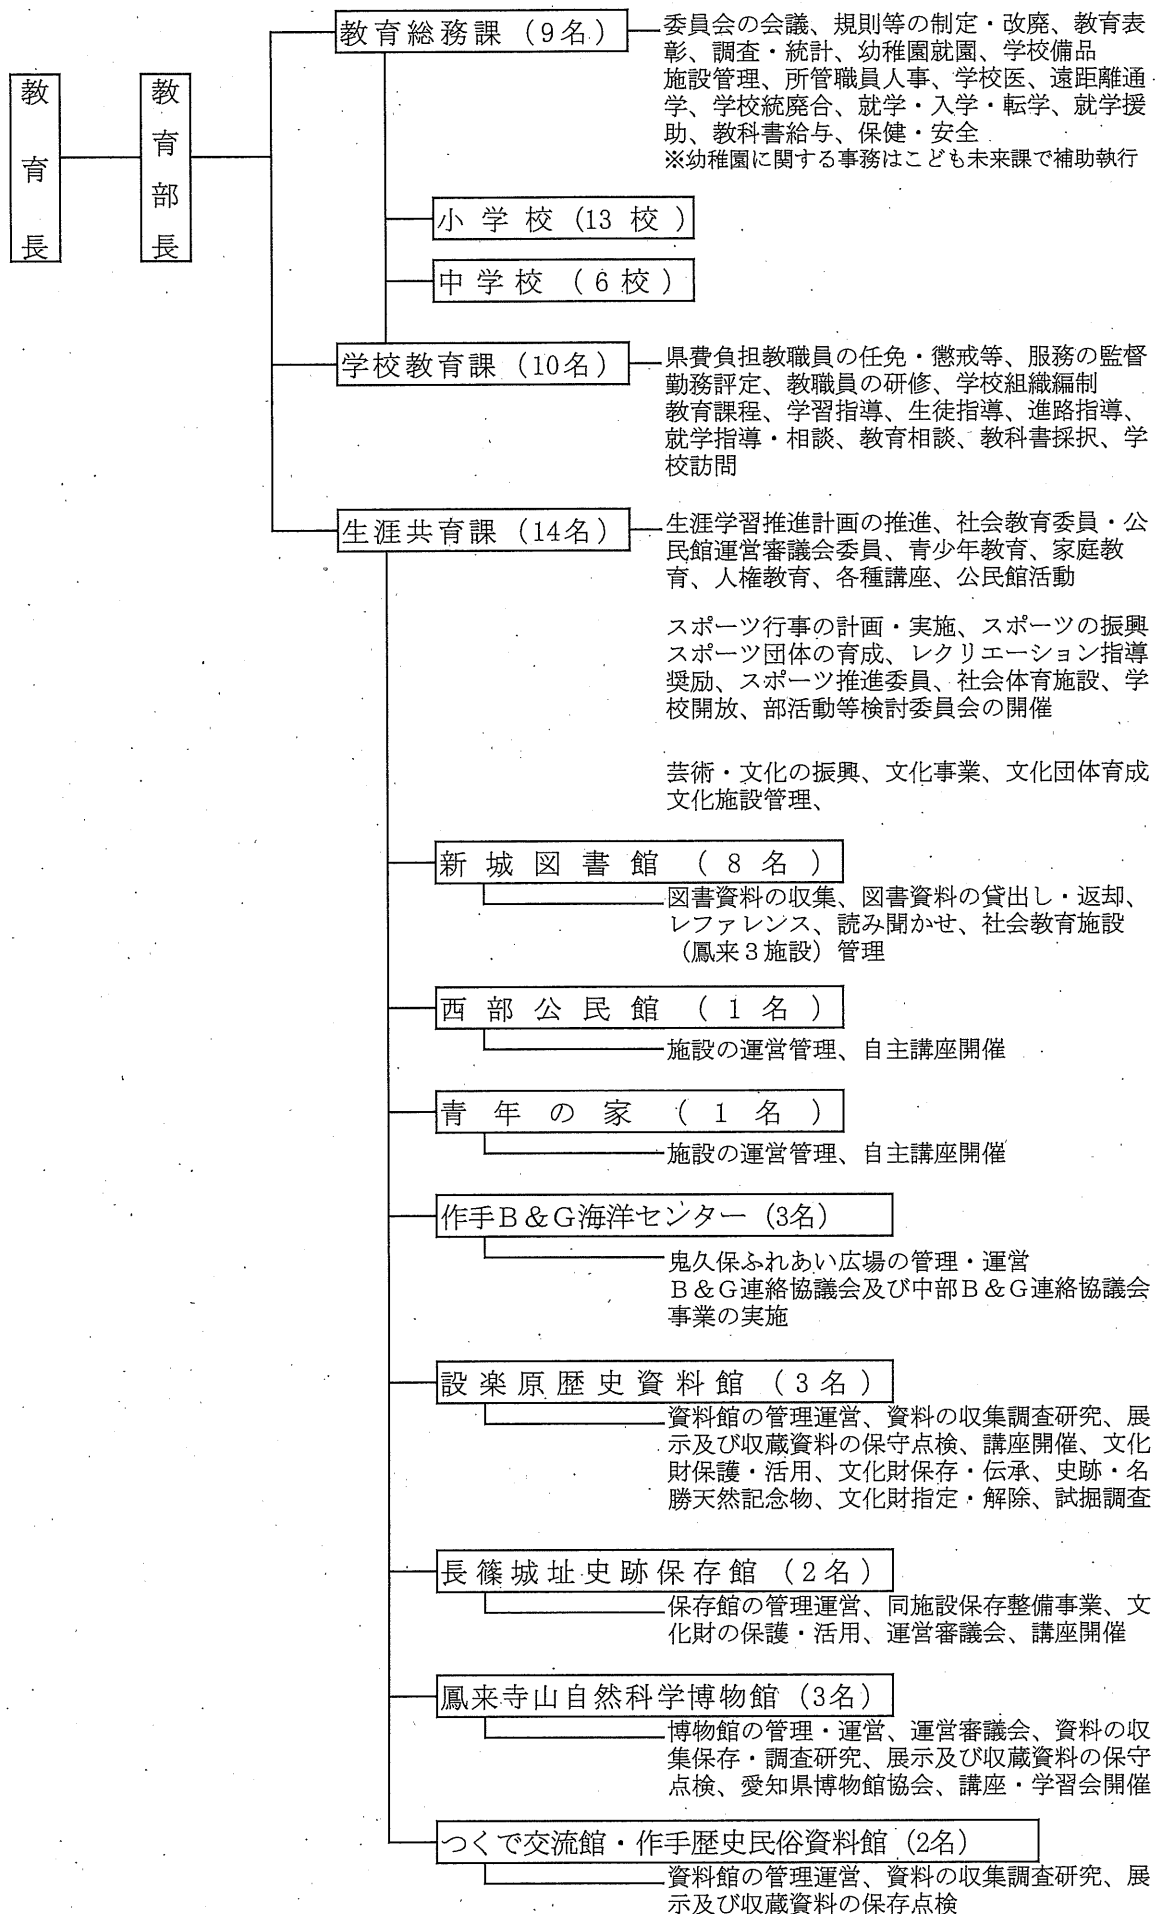 教育長
教育部長
教育総務課（9名）
委員会の会議、規則等の制定・改廃、教育表
彰、調査・統計、幼稚園就園、学校備品
施設管理、所管職員人事、学校医、遠距離通
学、学校統廃合、就学・入学・転学、就学援
助、教科書給与、保健・安全
※幼稚園に関する事務はこども未来課で補助執行
小学校（13校）
中学校（6校）
学校教育課（10名）
県費負担教職員の任免・懲戒等、服務の監督
勤務評定、教職員の研修、学校組織編制
教育課程、学習指導、生徒指導、進路指導、
就学指導・相談、教育相談、教科書採択、学
校訪問
生涯共育課（14名）
生涯学習推進計画の推進、社会教育委員・公
民館運営審議会委員、青少年教育、家庭教
育、人権教育、各種講座、公民館活動
スポーツ行事の計画・実施、スポーツの振興
スポーツ団体の育成、レクリエーション指導
奨励、スポーツ推進委員、社会体育施設、学
校開放、部活動等検討委員会の開催
芸術・文化の振興、文化事業、文化団体育成
文化施設管理、
新城図書館（8名）
図書資料の収集、図書資料の貸出し・返却、
レファレンス、読み聞かせ、社会教育施設
（鳳来３施設）管理
西部公民館（1名）
施設の運営管理、自主講座開催
青年の家（1名）
施設の運営管理、自主講座開催
作手Ｂ＆Ｇ海洋センター（3名）
鬼久保ふれあい広場の管理・運営
Ｂ＆Ｇ連絡協議会及び中部Ｂ＆Ｇ連絡協議会
事業の実施
設楽原歴史資料館（3名）
資料館の管理運営、資料の収集調査研究、展
示及び収蔵資料の保守点検、講座開催、文化
財保護・活用、文化財保存・伝承、史跡・名
勝天然記念物、文化財指定・解除、試掘調査
長篠城址史跡保存館（2名）
保存館の管理運営、同施設保存整備事業、文
化財の保護・活用、運営審議会、講座開催
鳳来寺山自然科学博物館（3名）
博物館の管理・運営、運営審議会、資料の収
集保存・調査研究、展示及び収蔵資料の保守
点検、愛知県博物館協会、講座・学習会開催
つくで交流館・作手歴史民俗資料館（2名）
資料館の管理運営、資料の収集調査研究、展
示及び収蔵資料の保存点検